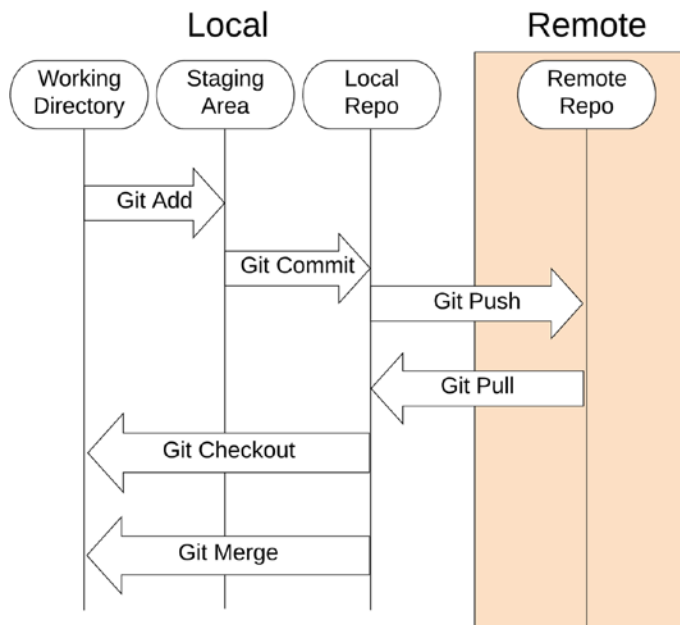 Local
Remote
Working
Directory
Staging
Area
Local
Repo
Remote
Repo
Git Add
Git Commit
Git Push
Git Pull
Git Checkout
Git Merge